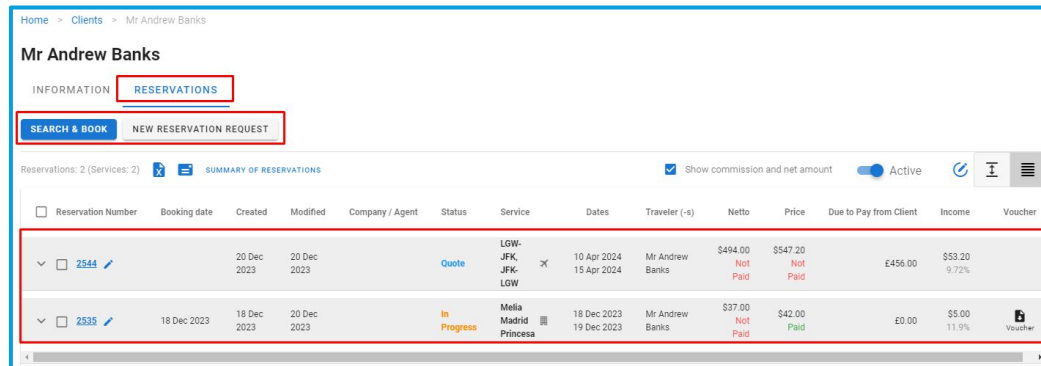 Home > Clients > Mr Andrew Banks
Mr Andrew Banks
INFORMATION RESERVATIONS
SEARCH & BOOK NEW RESERVATION REQUEST
Reservations: 2 (Services: 2) SUMMARY OF RESERVATIONS Show commission and net amount Active
Reservation Number Booking date Created Modified Company / Agent Status Service Dates Traveler (-s) Netto Price Due to Pay from Client Income Voucher
2544 20 Dec 2023 20 Dec 2023 Quote LGW-JFK, JFK-LGW 10 Apr 2024 15 Apr 2024 Mr Andrew Banks $494.00 Not Paid $547.20 Not Paid £456.00 $53.20 9.72%
2535 18 Dec 2023 18 Dec 2023 20 Dec 2023 In Progress Melia Madrid Princesa 18 Dec 2023 19 Dec 2023 Mr Andrew Banks $37.00 Not Paid $42.00 Paid £0.00 $5.00 11.9% Voucher